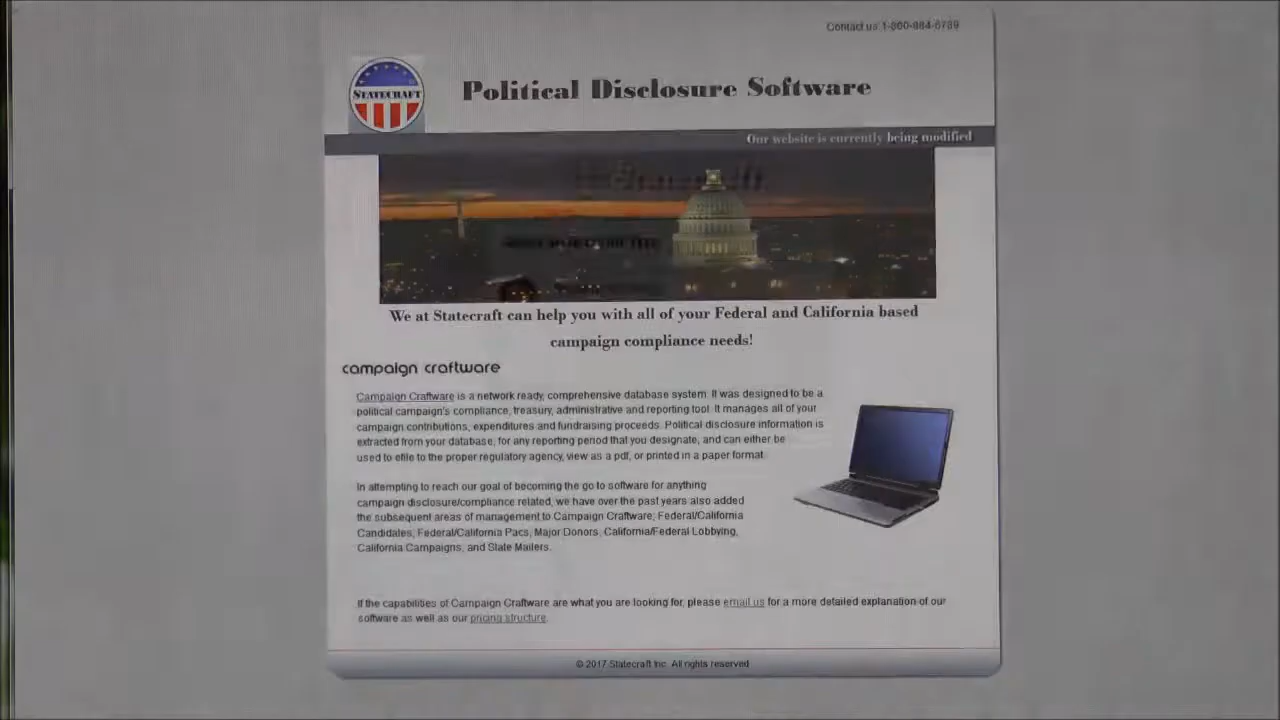 Contact us: 1-800-984-6789
STATECRAFT
Political Disclosure Software
Our website is currently being modified
We at Statecraft can help you with all of your Federal and California based
campaign compliance needs!
campaign craftware
Campaign Craftware is a network ready, comprehensive database system. It was designed to be a
political campaign's compliance, treasury, administrative and reporting tool. It manages all of your
campaign contributions, expenditures and fundraising proceeds. Political disclosure information is
extracted from your database, for any reporting period that you designate, and can either be
used to efile to the proper regulatory agency, view as a pdf, or printed in a paper format.
In attempting to reach our goal of becoming the go to software for anything
campaign disclosure/compliance related, we have over the past years also added
the subsequent areas of management to Campaign Craftware; Federal/California
Candidates, Federal/California Pacs, Major Donors, California/Federal Lobbying,
California Campaigns, and Slate Mailers.
If the capabilities of Campaign Craftware are what you are looking for, please email us for a more detailed explanation of our
software as well as our pricing structure.
© 2017 Statecraft Inc. All rights reserved